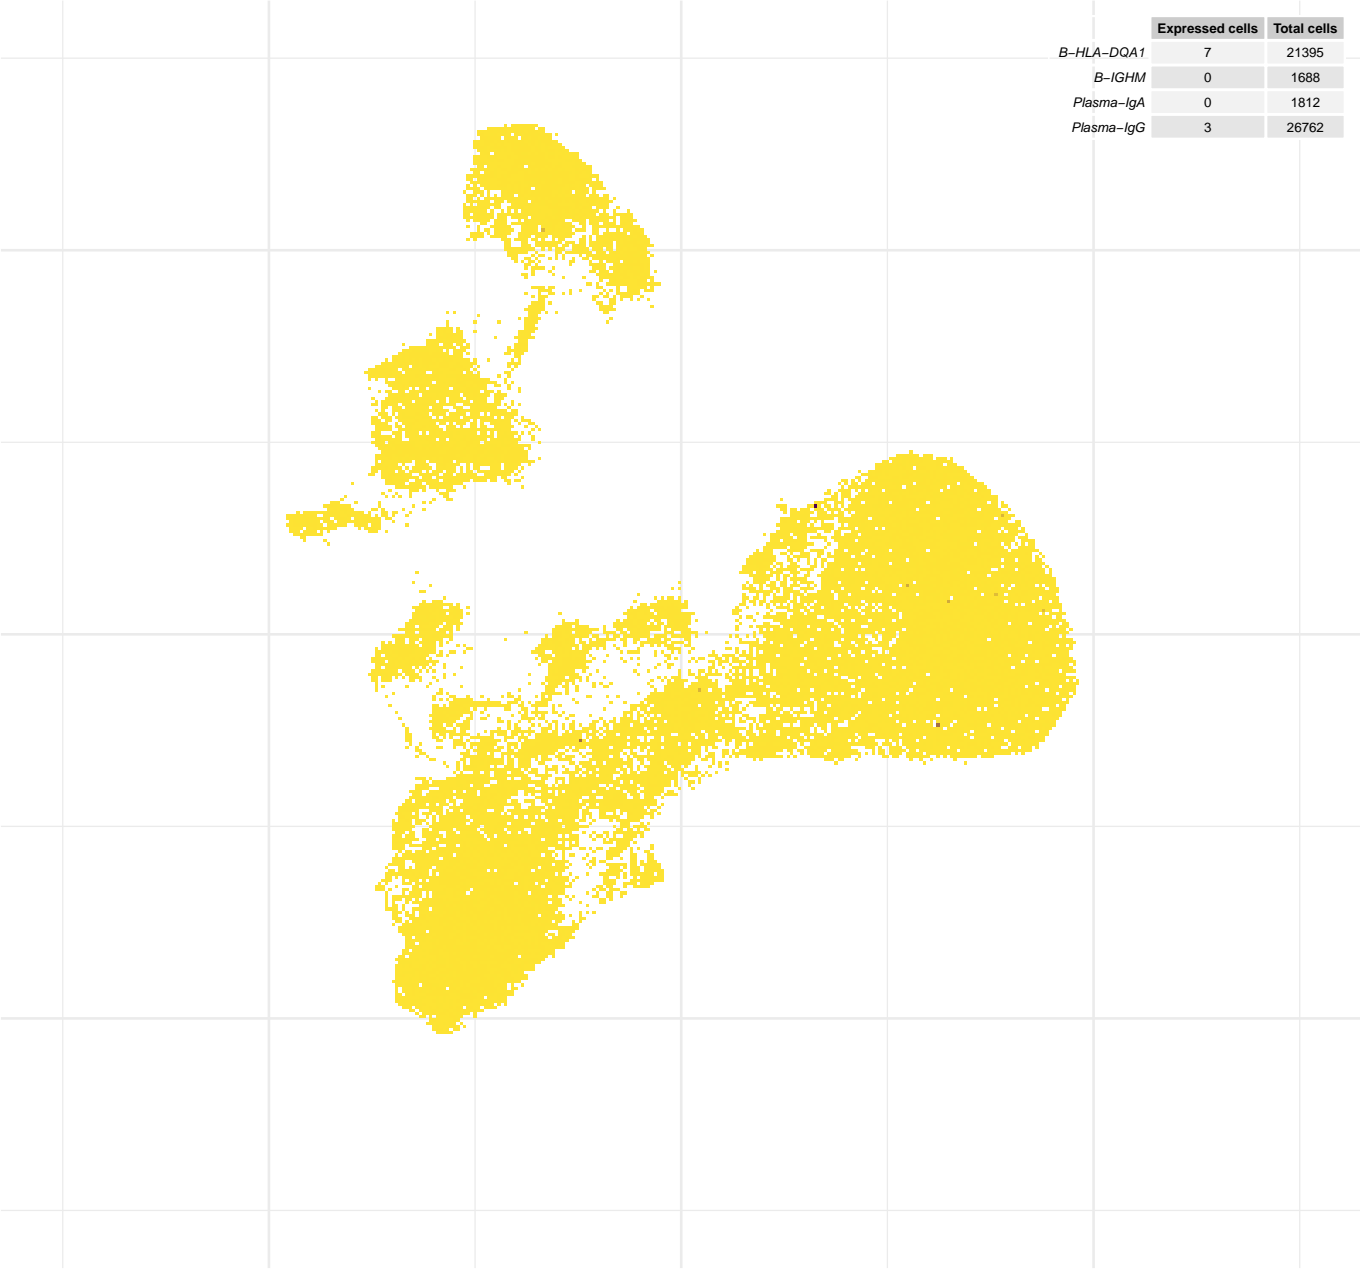 Expressed cells Total cells
B−HLA−DQA1 7 21395
B−IGHM 0 1688
Plasma−IgA 0 1812
Plasma−IgG 3 26762